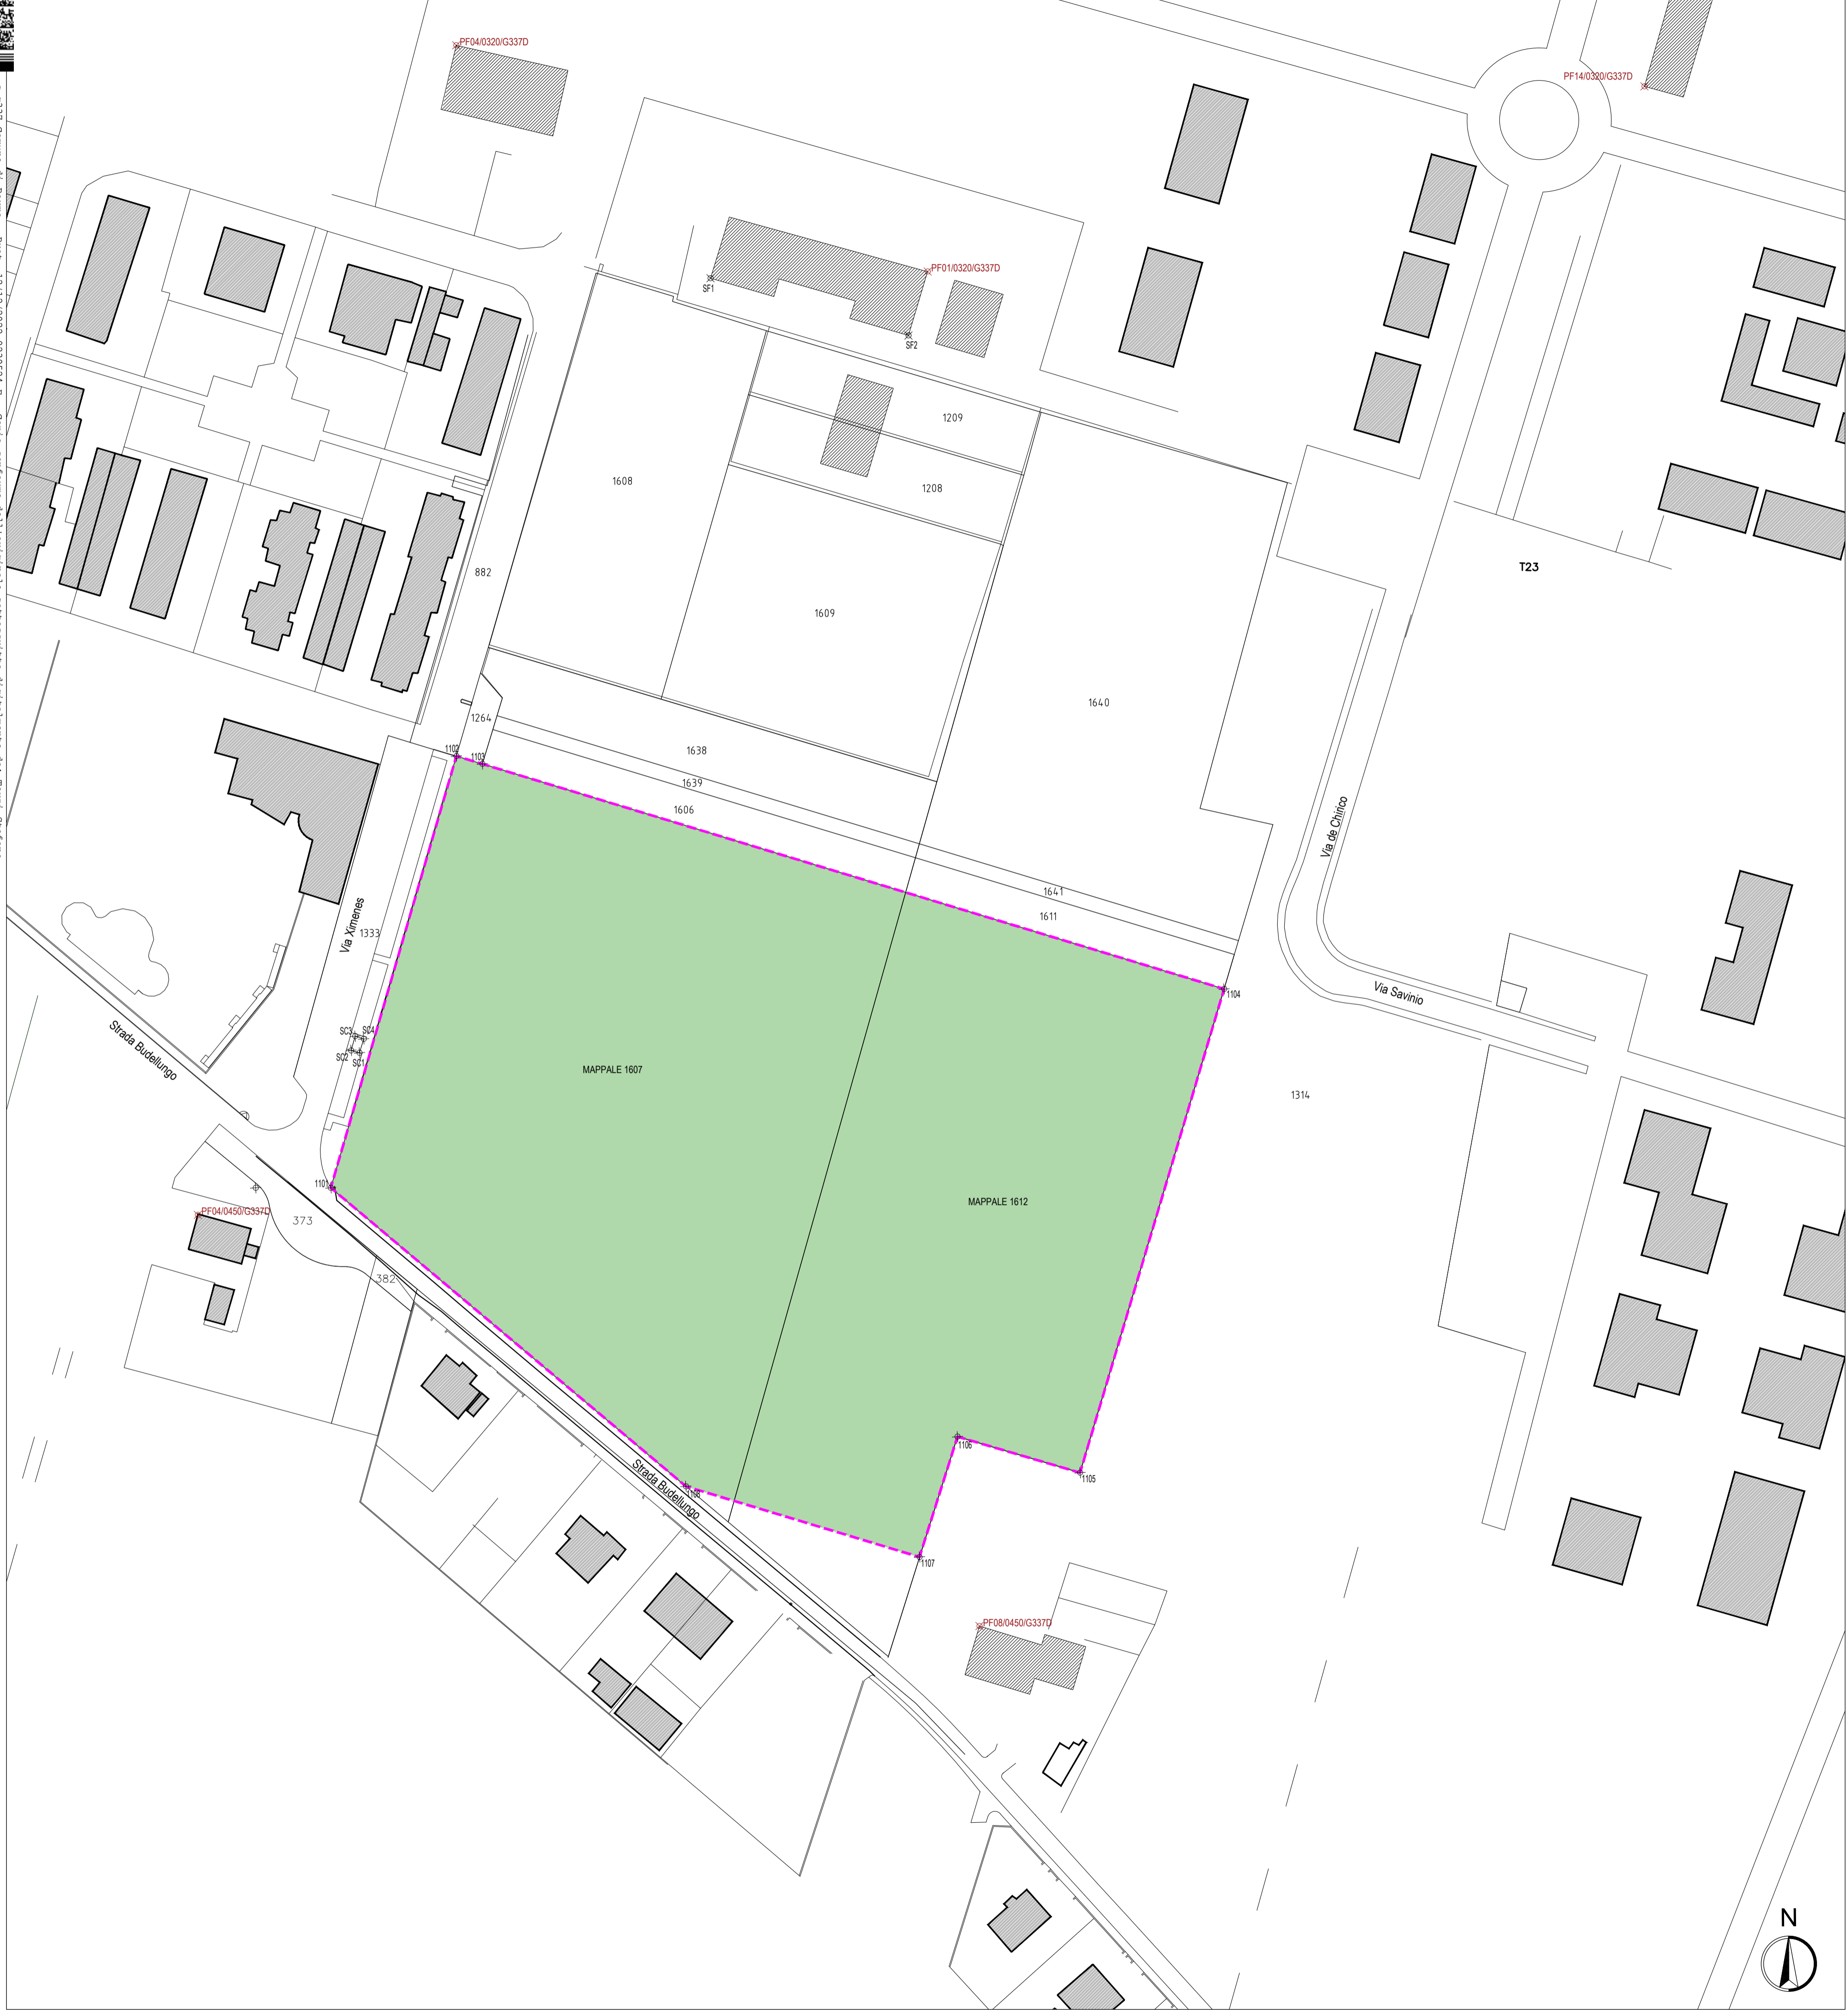 PF04/0320/G337D
PF14/0320/G337D
PF01/0320/G337D
SF1
SF2
1209
1608
1208
T23
882
1609
1640
1264
1638
1102
1103
1639
1606
Via de Chirico
1641
1611
Via Ximenes
1333
1104
Via Savinio
SC3
SC4
SC2
SC1
Strada Budellungo
MAPPALE 1607
1314
1101
MAPPALE 1612
PF04/0450/G337D
373
382
1106
1105
Strada Budellungo
1108
1107
PF08/0450/G337D
N